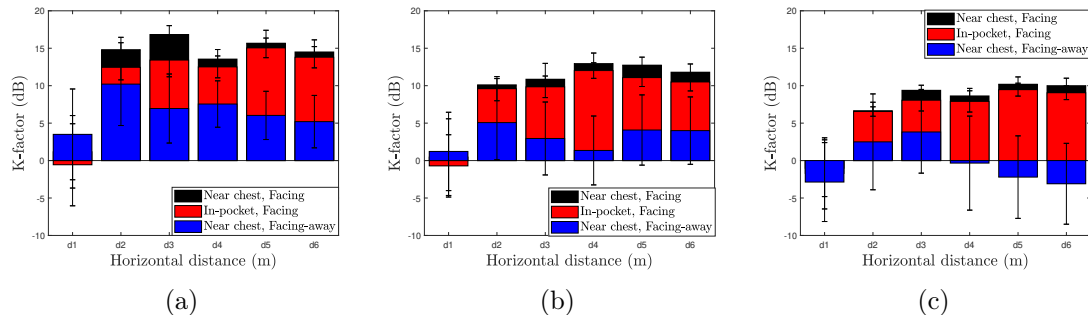 20
15
10
5
0
-5
-10
K-factor (dB)
Near chest, Facing
In-pocket, Facing
Near chest, Facing-away
d1 d2 d3 d4 d5 d6
Horizontal distance (m)
(a)
20
15
10
5
0
-5
-10
K-factor (dB)
Near chest, Facing
In-pocket, Facing
Near chest, Facing-away
d1 d2 d3 d4 d5 d6
Horizontal distance (m)
(b)
20
15
10
5
0
-5
-10
K-factor (dB)
Near chest, Facing
In-pocket, Facing
Near chest, Facing-away
d1 d2 d3 d4 d5 d6
Horizontal distance (m)
(c)